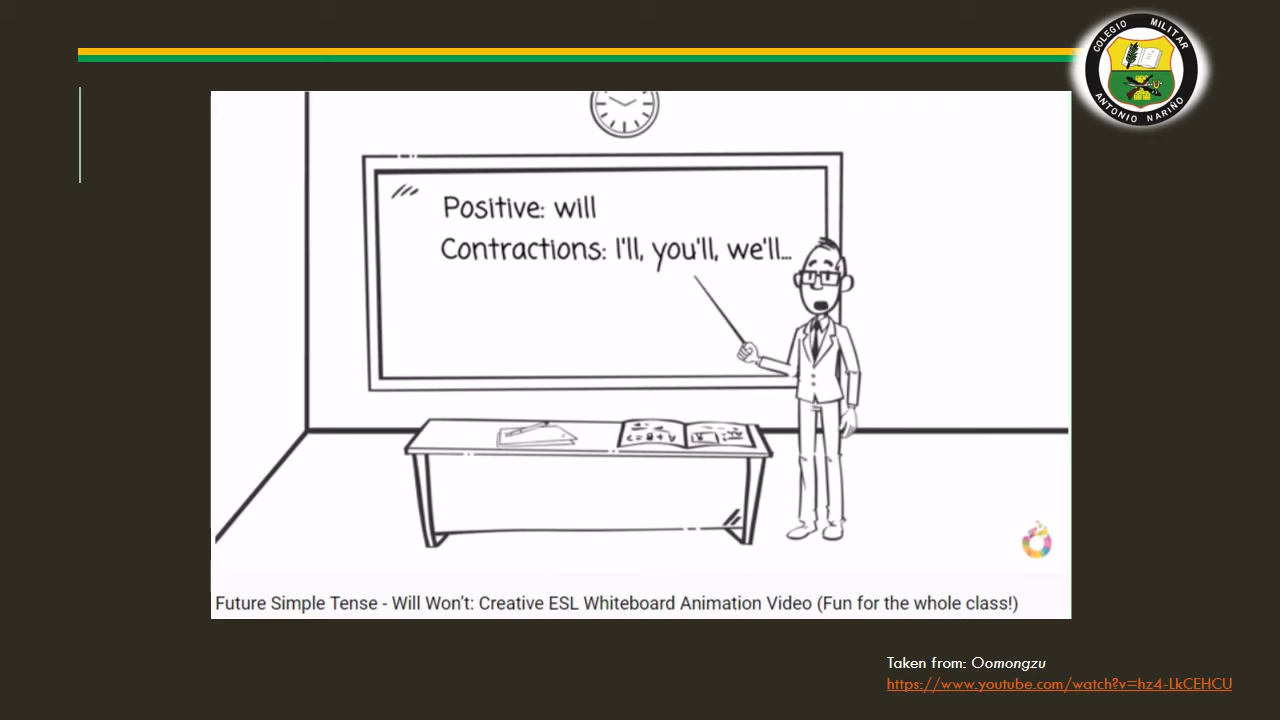 COLEGIO MILITAR
ANTONIO NARIÑO
Positive: will
Contractions: I'll, you'll, we'll...
Future Simple Tense - Will Won't: Creative ESL Whiteboard Animation Video (Fun for the whole class!)
Taken from: Oomongzu
https://www.youtube.com/watch?v=hz4-LkCEHCU